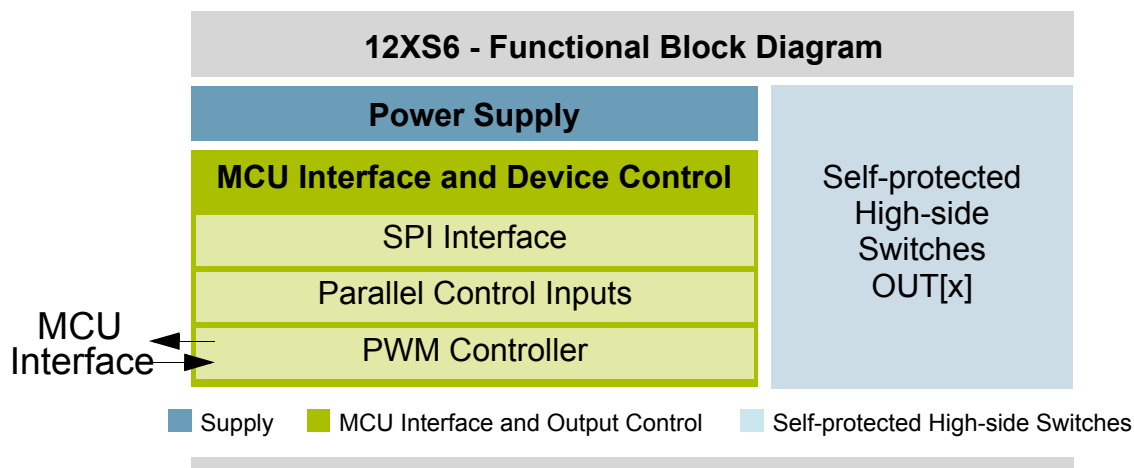 12XS6 - Functional Block Diagram
Power Supply
MCU Interface and Device Control
SPI Interface
Parallel Control Inputs
PWM Controller
Self-protected
High-side
Switches
OUT[x]
MCU
Interface
Supply
MCU Interface and Output Control
Self-protected High-side Switches